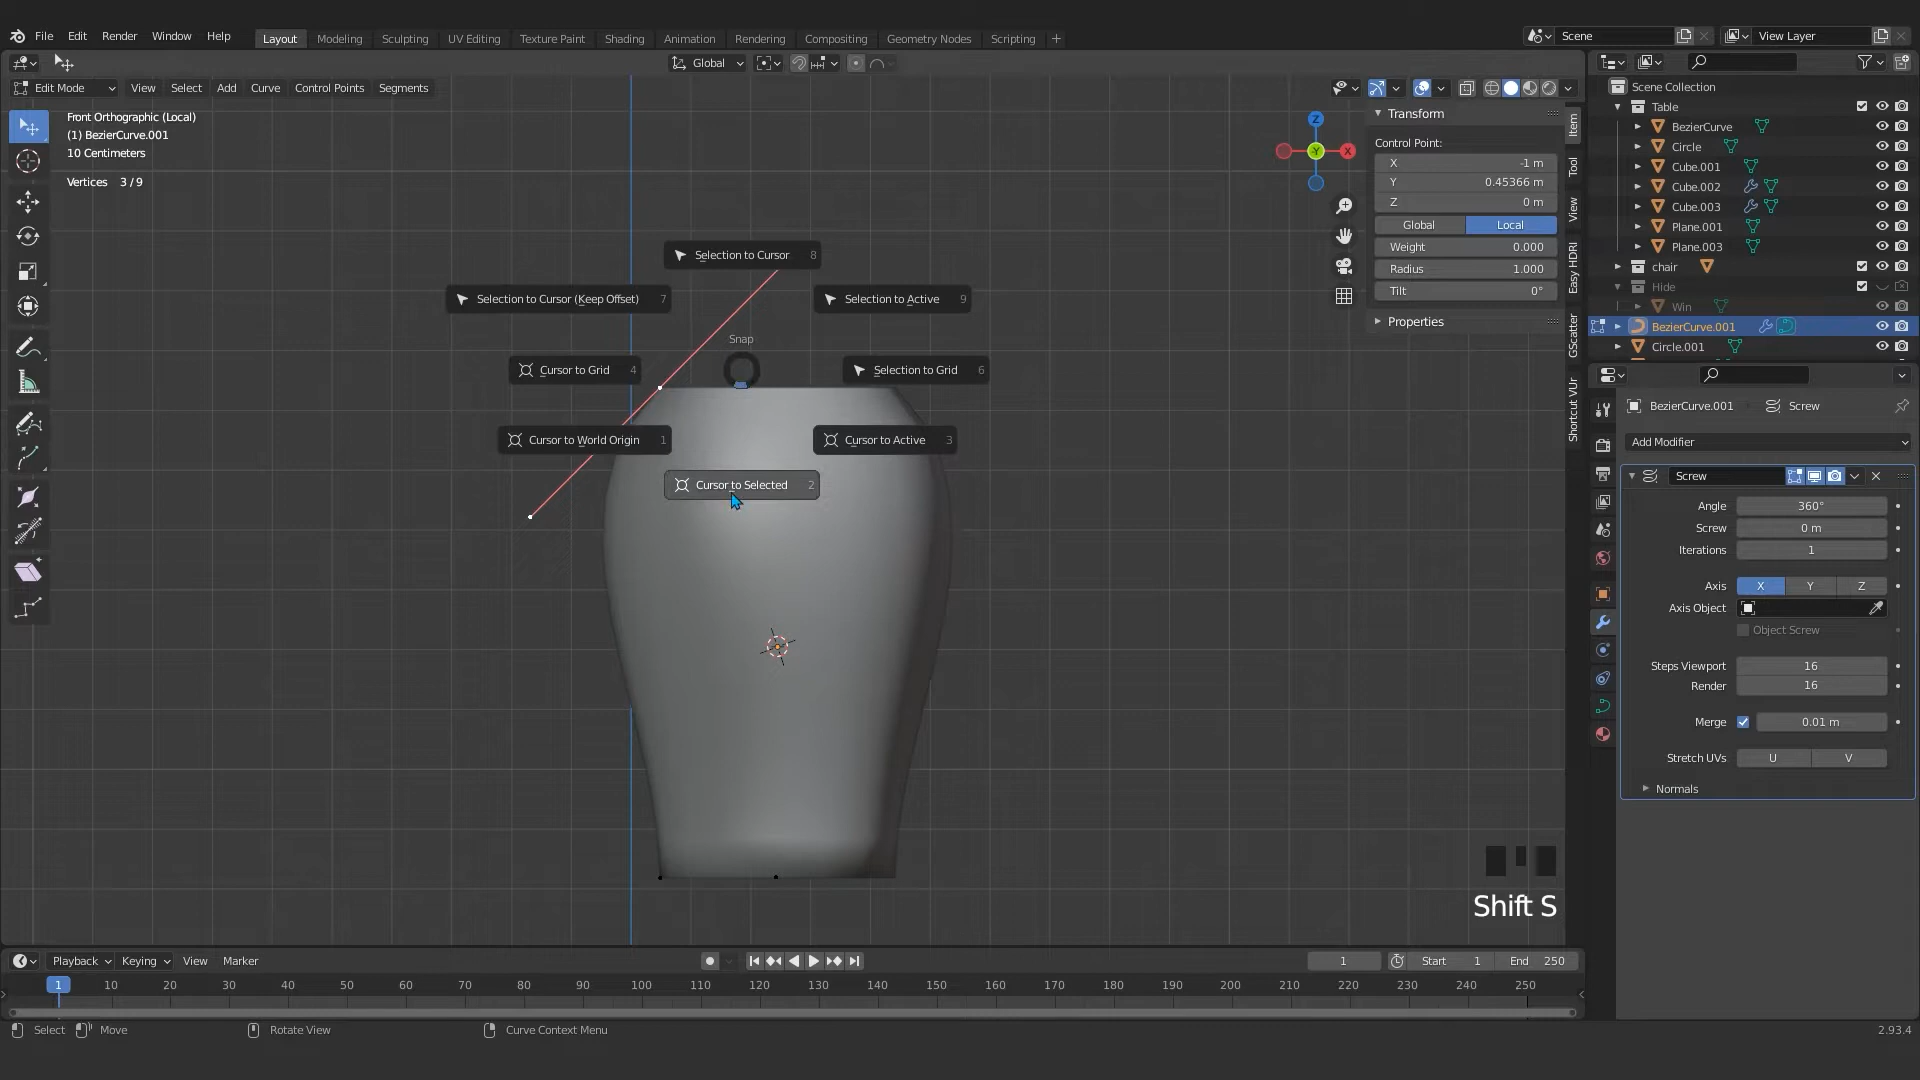 File Edit Render Window Help Layout Modeling Sculpting UV Editing Texture Paint Shading Animation Rendering Compositing Geometry Nodes Scripting + Scene View Layer
Global
Edit Mode View Select Add Curve Control Points Segments
Front Orthographic (Local)
(1) BezierCurve.001
10 Centimeters
Vertices 3/9
Selection to Cursor 8
Selection to Cursor (Keep Offset) 7
Selection to Active 9
Snap
Cursor to Grid 4
Selection to Grid 6
Cursor to World Origin 1
Cursor to Active 3
Cursor to Selected 2
Z
Y
X
Transform
Control Point:
X -1 m
Y 0.45366 m
Z 0 m
Global Local
Weight 0.000
Radius 1.000
Tilt 0°
Properties
Item
Tool
View
Easy HDRI
GScatter
Shortcut VUr
Scene Collection
Table
BezierCurve
Circle
Cube.001
Cube.002
Cube.003
Plane.001
Plane.003
chair
Hide
Win
BezierCurve.001
Circle.001
BezierCurve.001 Screw
Add Modifier
Screw
Angle 360°
Screw 0 m
Iterations 1
Axis X Y Z
Axis Object
Object Screw
Steps Viewport 16
Render 16
Merge 0.01 m
Stretch UVs U V
Normals
Shift S
Playback Keying View Marker 1 Start 1 End 250
1 10 20 30 40 50 60 70 80 90 100 110 120 130 140 150 160 170 180 190 200 210 220 230 240 250
Select Move Rotate View Curve Context Menu 2.93.4